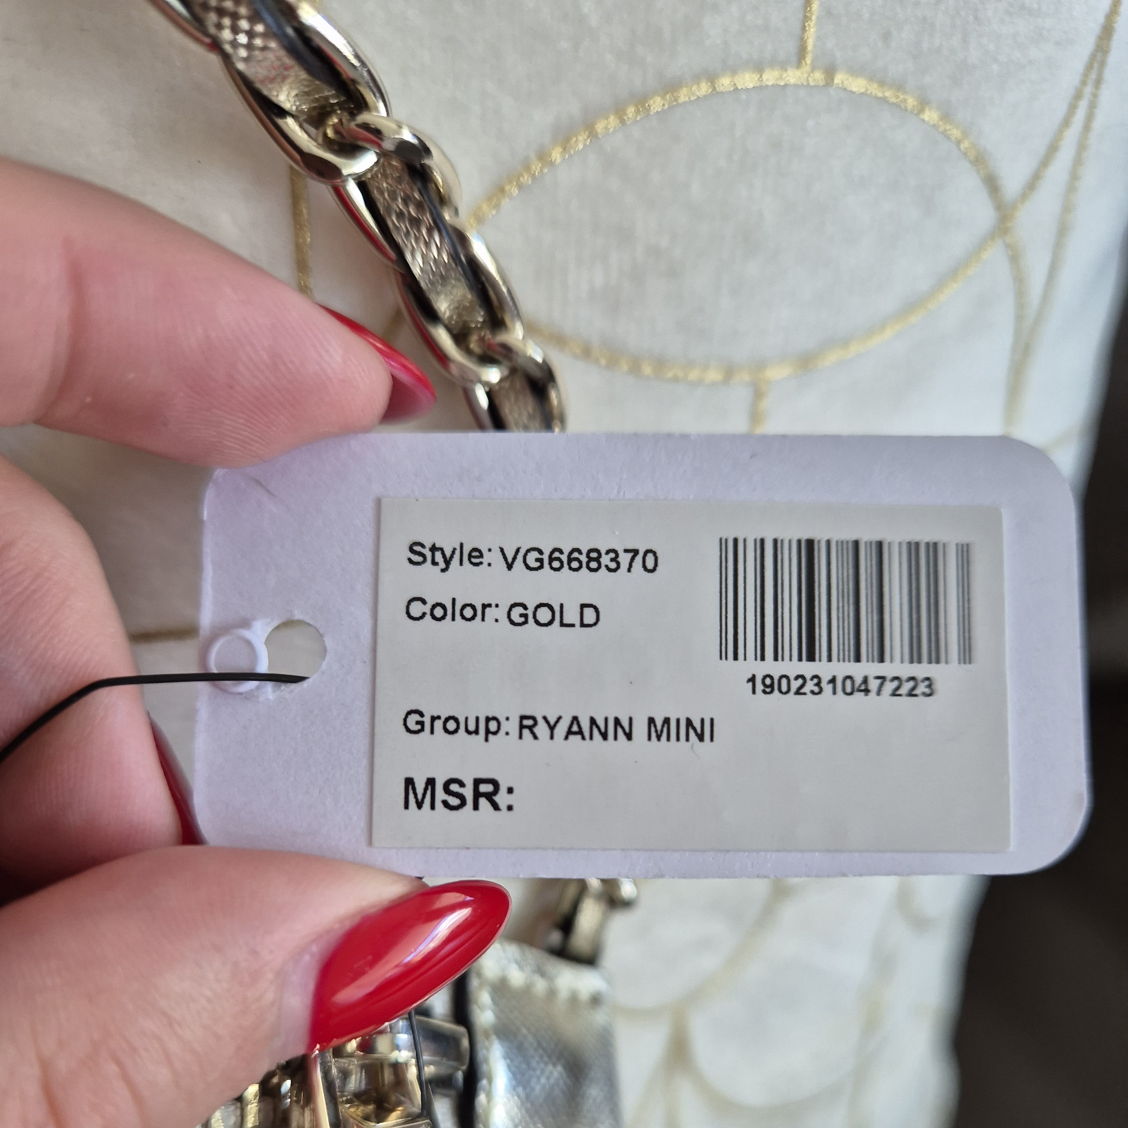 Style: VG668370
Color: GOLD
190231047223
Group: RYANN MINI
MSR: